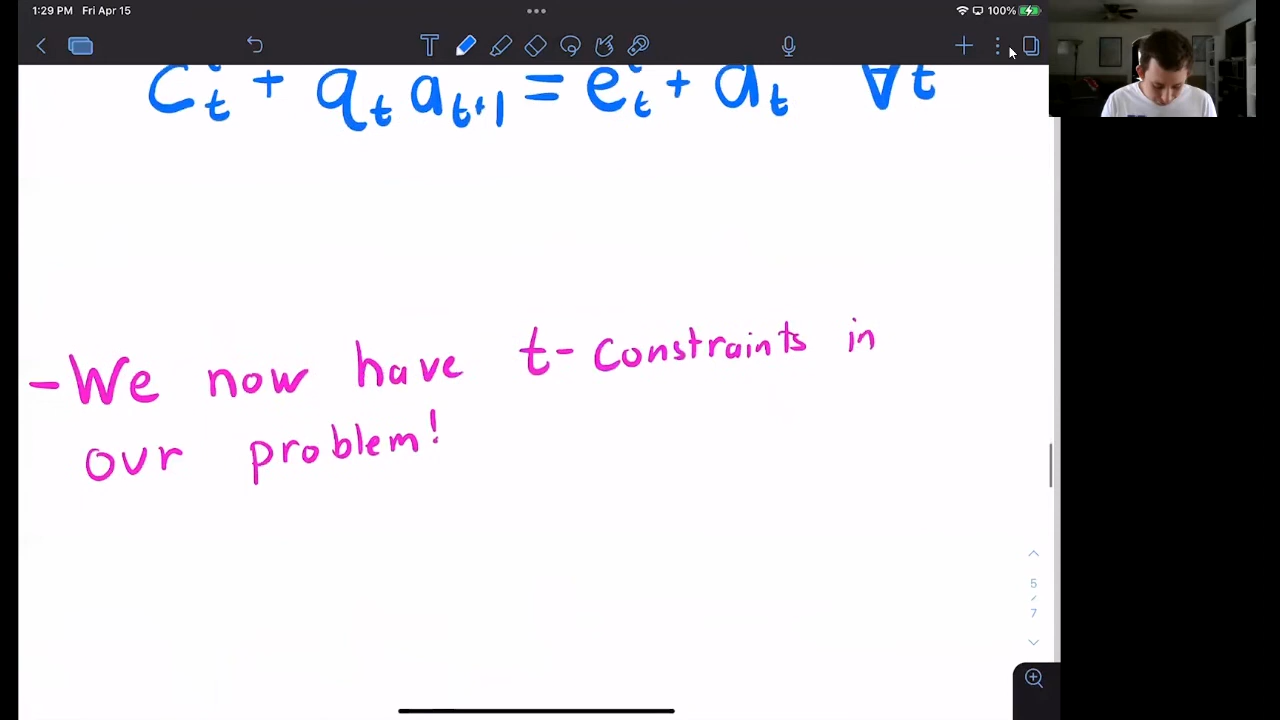 1:29 PM Fri Apr 15
100%
T
C_t^i + q_t a_{t+1} = e_t^i + a_t ∀t
- We now have t-constraints in
our problem!
5
/
7